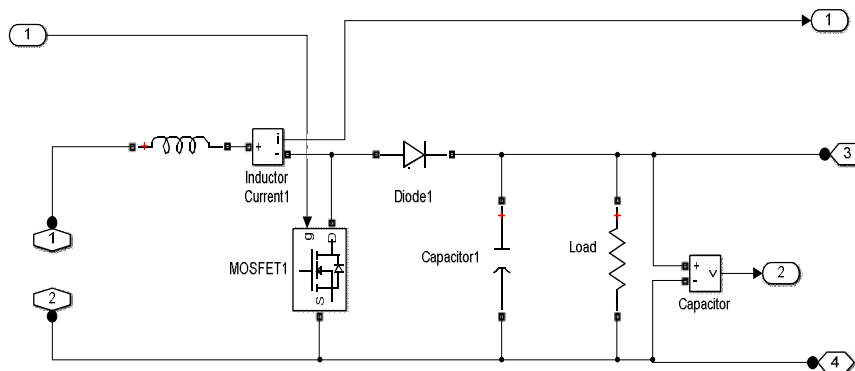 1
1
i
+
-
3
Inductor
Current1
Diode1
1
g
D
MOSFET1
S
Capacitor1
Load
+
v
-
2
Capacitor
2
4